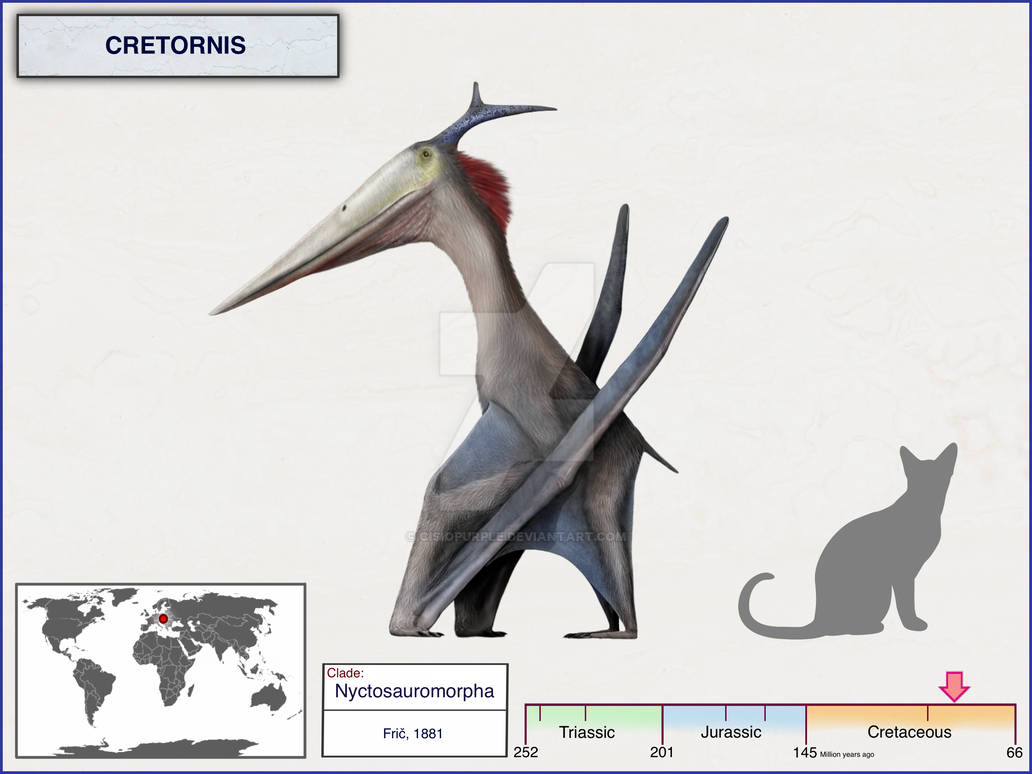 CRETORNIS
© CISIOPURPLE.DEVIANTART.COM
Clade:
Nyctosauromorpha
Frič, 1881
Triassic
Jurassic
Cretaceous
252
201
145 Million years ago
66